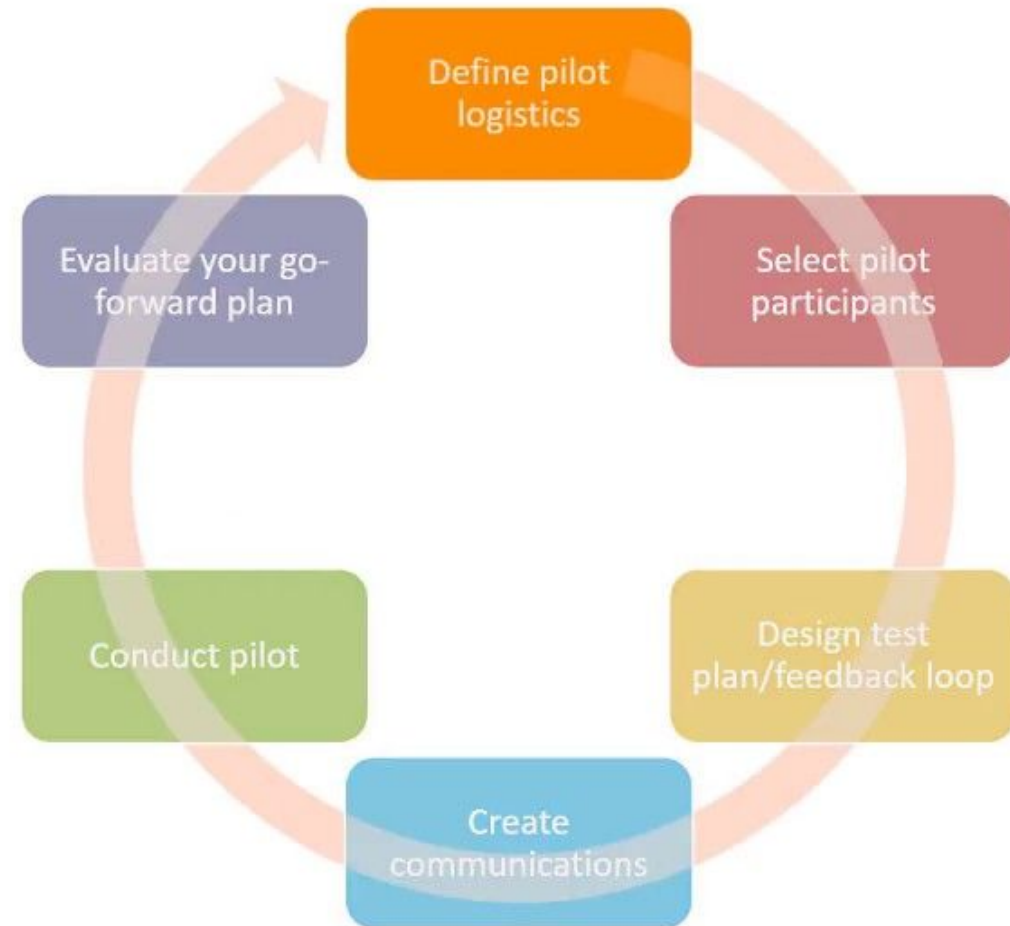 Define pilot
logistics
Select pilot
participants
Design test
plan/feedback loop
Create
communications
Conduct pilot
Evaluate your go-
forward plan